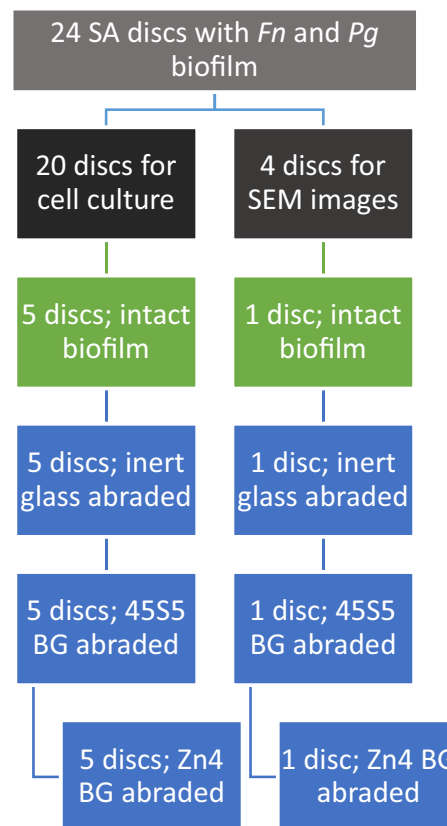 24 SA discs with Fn and Pg
biofilm
20 discs for
cell culture
4 discs for
SEM images
5 discs; intact
biofilm
1 disc; intact
biofilm
5 discs; inert
glass abraded
1 disc; inert
glass abraded
5 discs; 45S5
BG abraded
1 disc; 45S5
BG abraded
5 discs; Zn4
BG abraded
1 disc; Zn4 BG
abraded